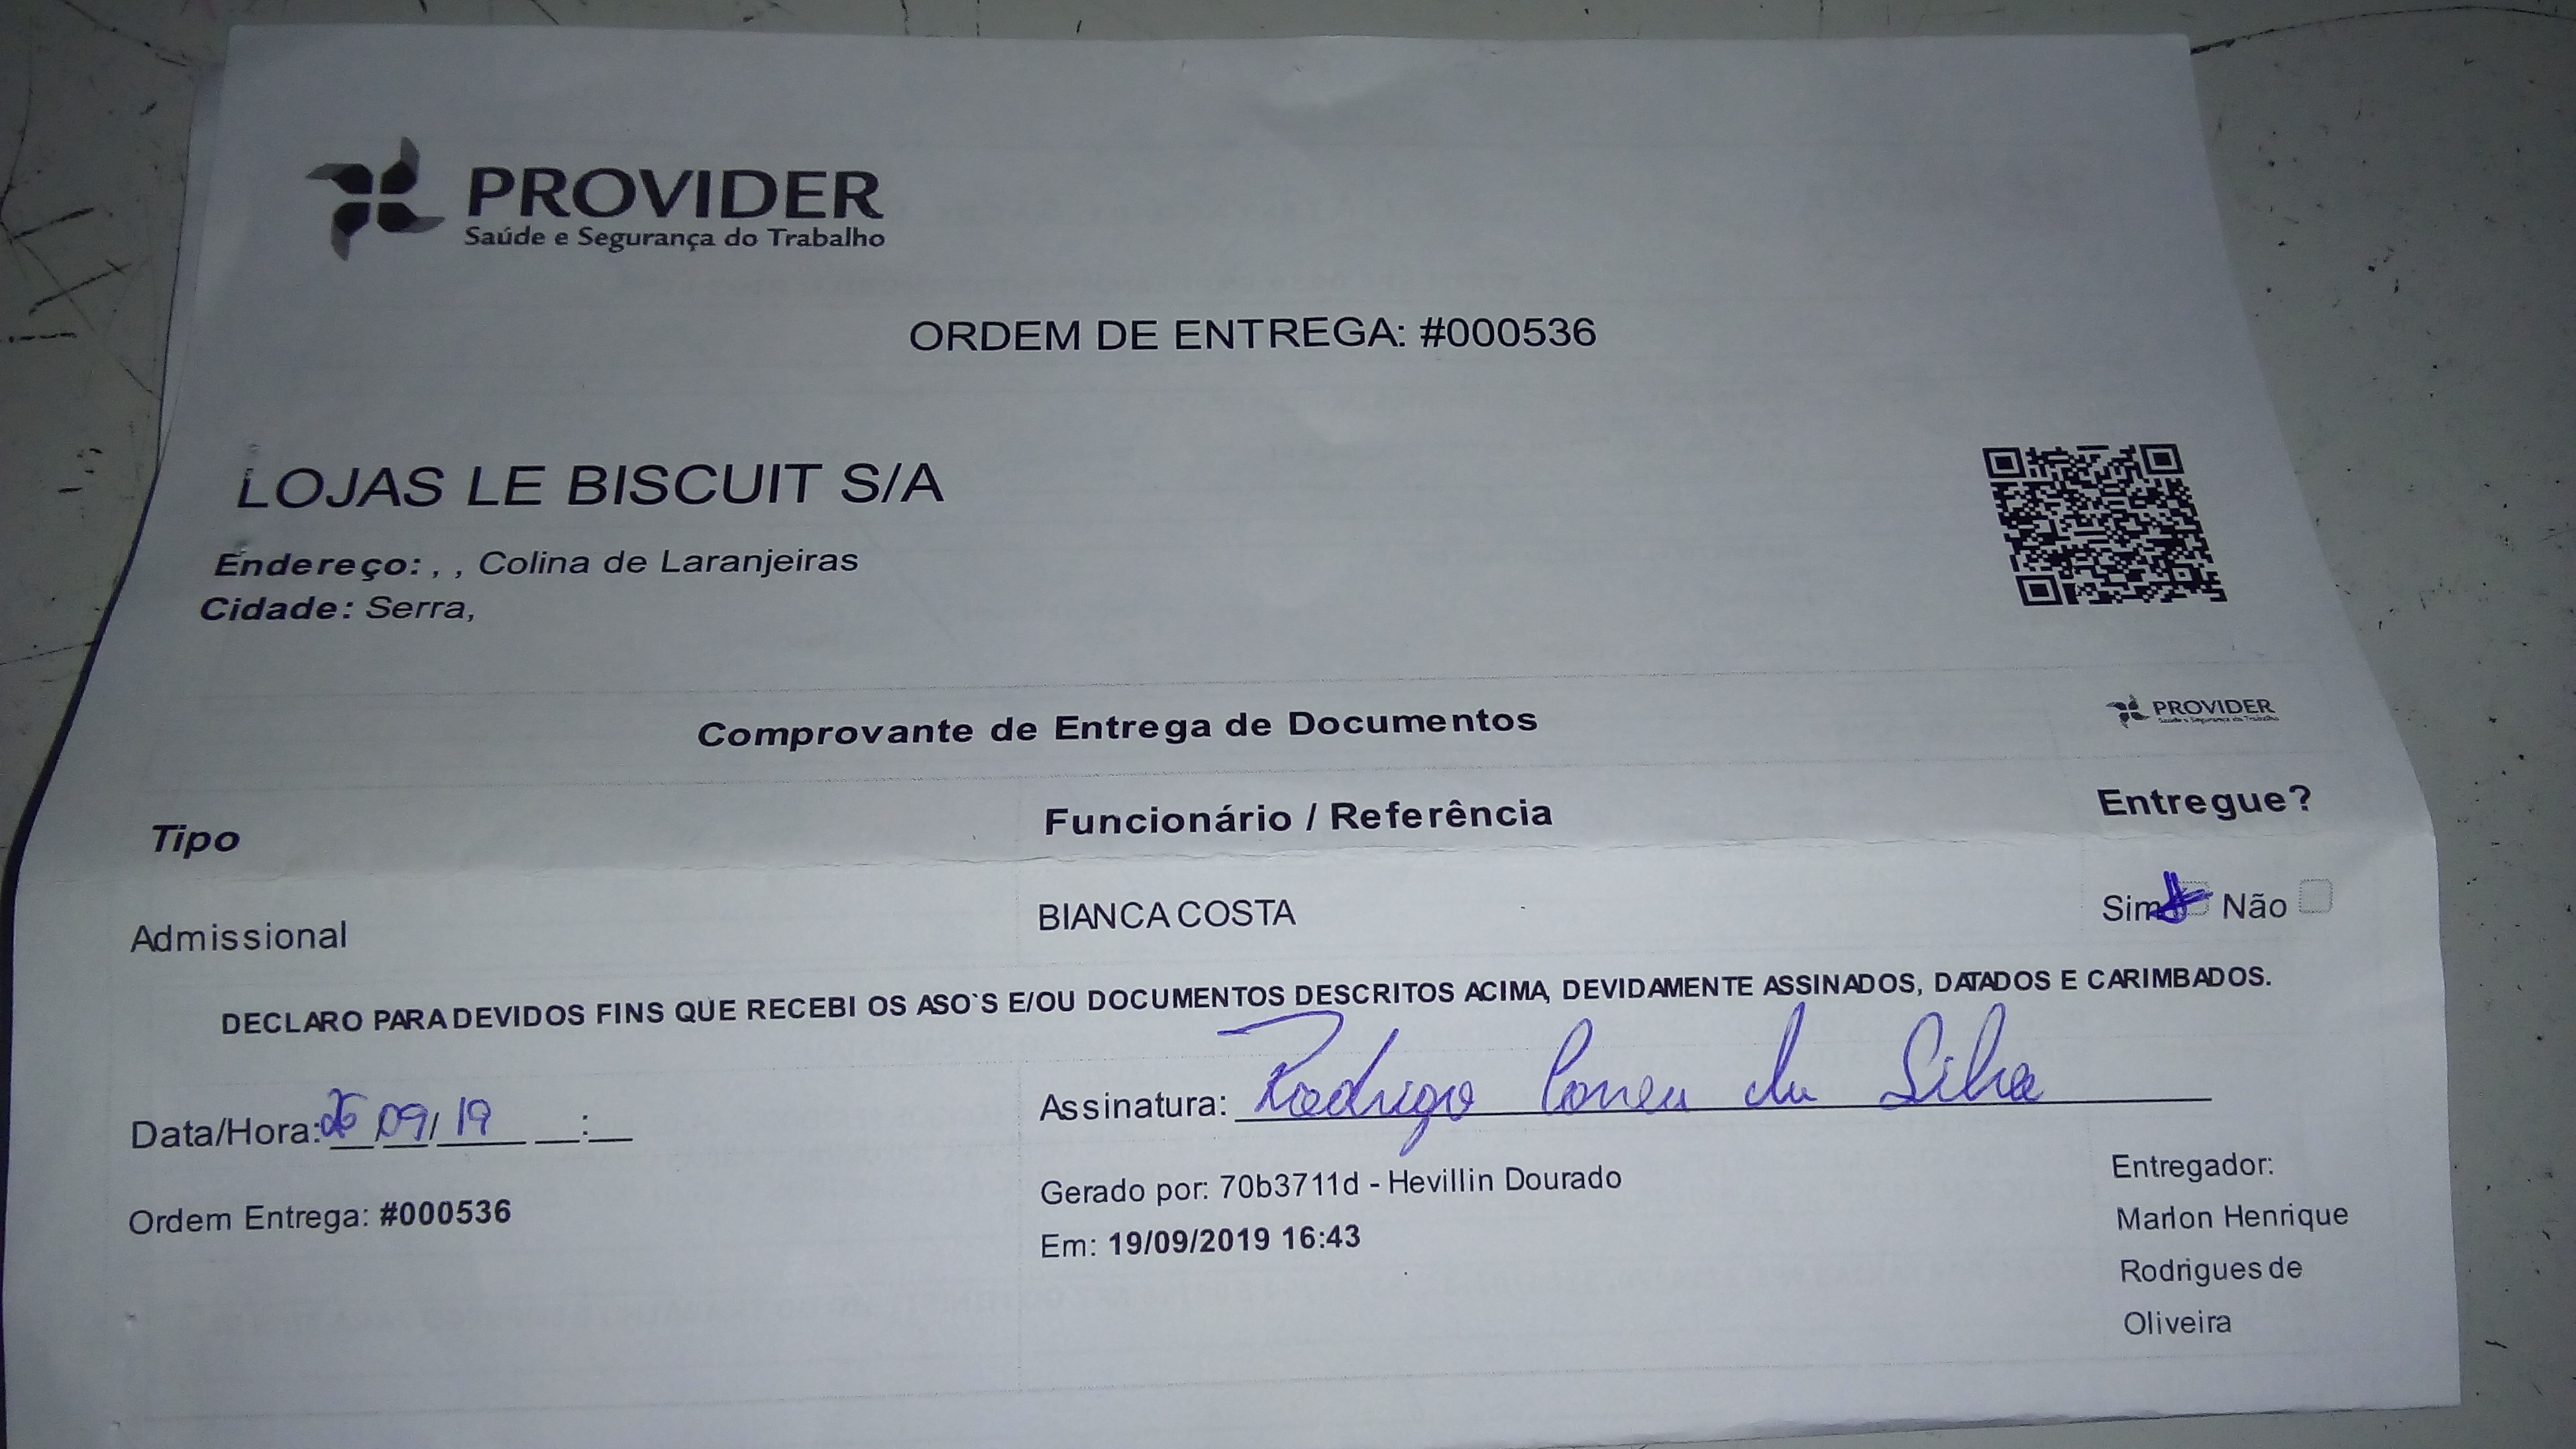 PROVIDER
Saúde e Segurança do Trabalho
ORDEM DE ENTREGA: #000536
LOJAS LE BISCUIT S/A
Endereço: , , Colina de Laranjeiras
Cidade: Serra,
Comprovante de Entrega de Documentos
PROVIDER
Saúde e Segurança do Trabalho
Tipo
Funcionário / Referência
Entregue?
Admissional
BIANCA COSTA
Sim Não
DECLARO PARA DEVIDOS FINS QUE RECEBI OS ASO`S E/OU DOCUMENTOS DESCRITOS ACIMA, DEVIDAMENTE ASSINADOS, DATADOS E CARIMBADOS.
Data/Hora: /09/19 __:__
Assinatura: Rodrigo da Silva
Ordem Entrega: #000536
Gerado por: 70b3711d - Hevillin Dourado
Em: 19/09/2019 16:43
Entregador:
Marlon Henrique
Rodrigues de
Oliveira